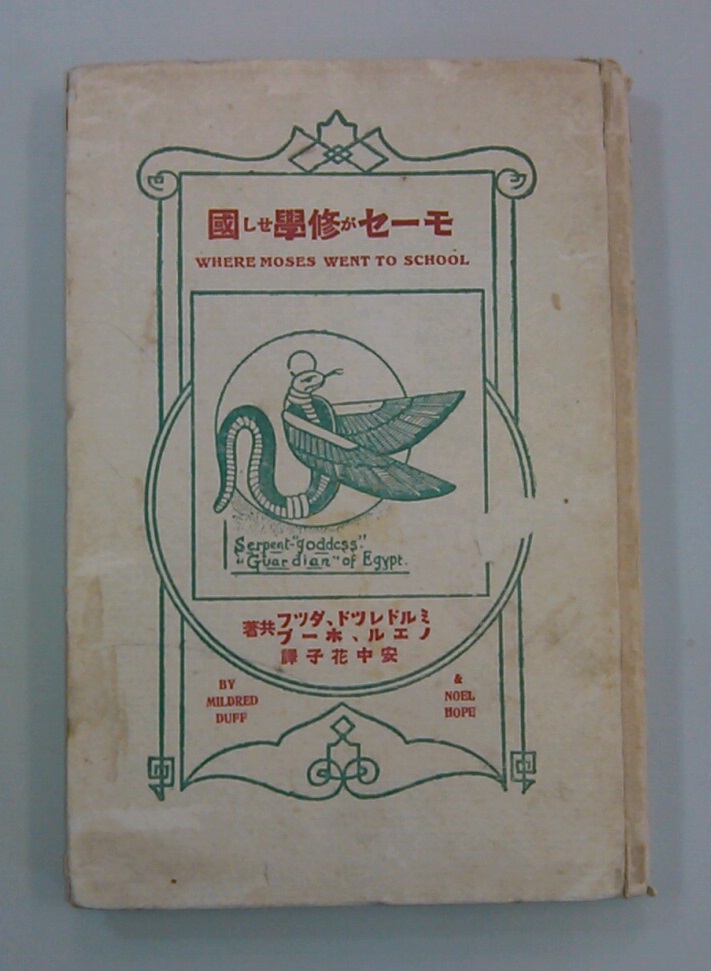 モーセが修學せし國
WHERE MOSES WENT TO SCHOOL
Serpent-"goddess".
"Guardian" of Egypt.
ミルドレツド、ダツフ
ノエル、ホープ
共著
安中花子譯
BY
MILDRED
DUFF
&
NOEL
HOPE